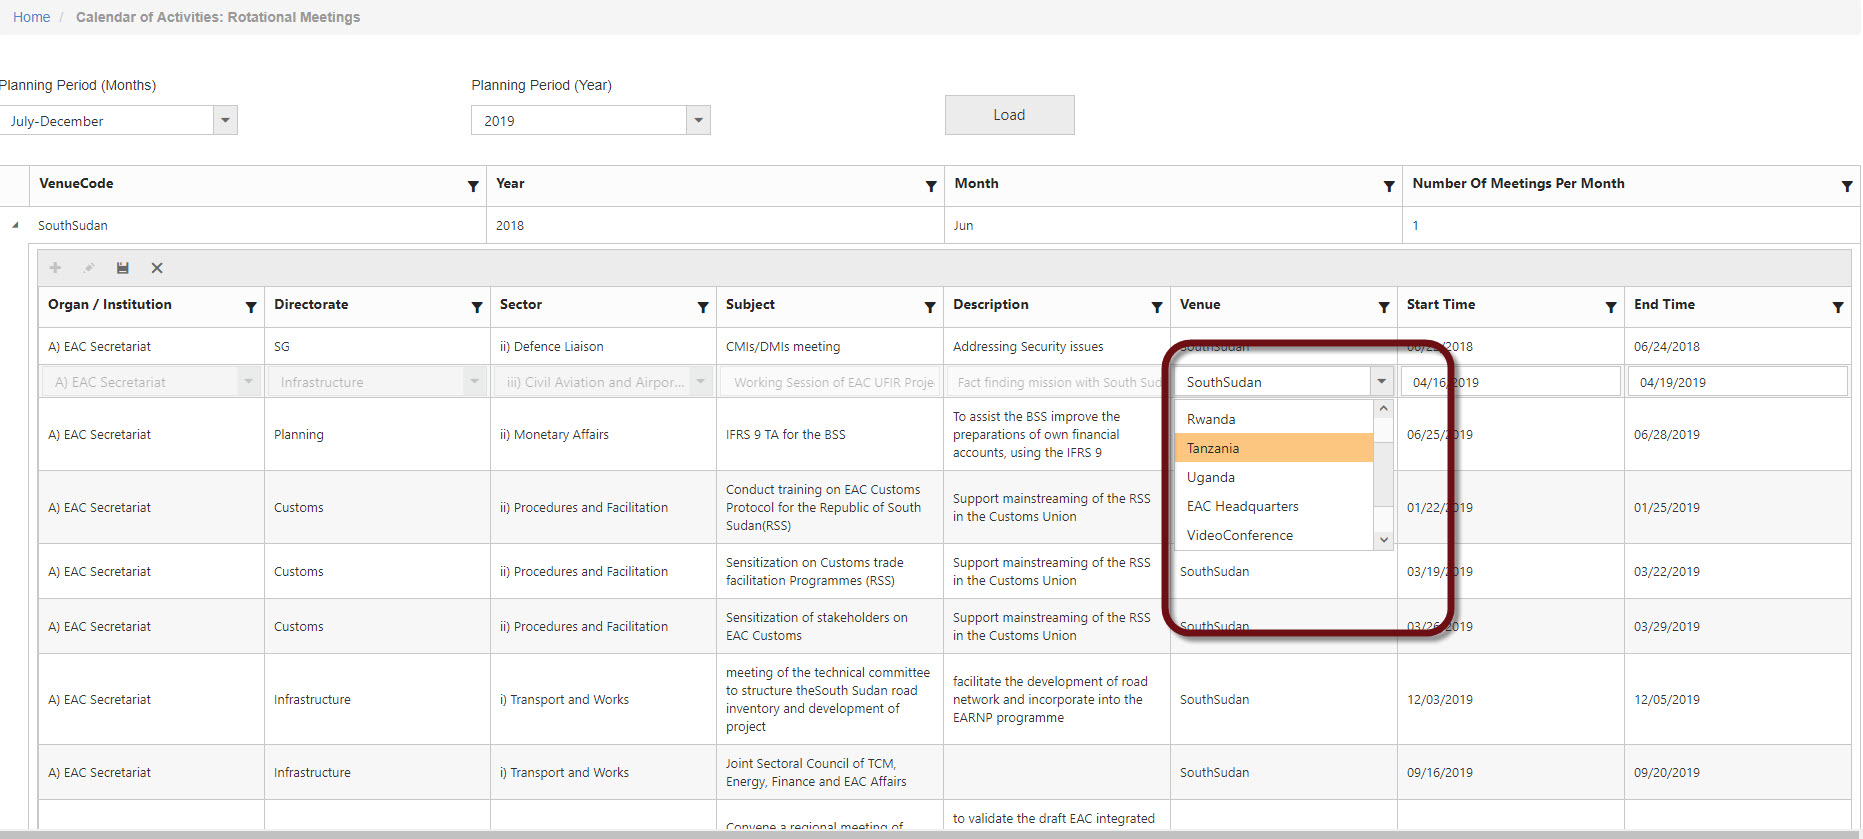 Home / Calendar of Activities: Rotational Meetings
Planning Period (Months)
Planning Period (Year)
July-December
2019
Load
VenueCode
Year
Month
Number Of Meetings Per Month
SouthSudan
2018
Jun
1
Organ / Institution
Directorate
Sector
Subject
Description
Venue
Start Time
End Time
A) EAC Secretariat
SG
ii) Defence Liaison
CMIs/DMIs meeting
Addressing Security issues
SouthSudan
06/22/2018
06/24/2018
A) EAC Secretariat
Infrastructure
iii) Civil Aviation and Airpor...
Working Session of EAC UFIR Proje
Fact finding mission with South Sud
SouthSudan
04/16/2019
04/19/2019
Rwanda
Tanzania
Uganda
EAC Headquarters
VideoConference
A) EAC Secretariat
Planning
ii) Monetary Affairs
IFRS 9 TA for the BSS
To assist the BSS improve the
preparations of own financial
accounts, using the IFRS 9
06/25/2019
06/28/2019
A) EAC Secretariat
Customs
ii) Procedures and Facilitation
Conduct training on EAC Customs
Protocol for the Republic of South
Sudan(RSS)
Support mainstreaming of the RSS
in the Customs Union
01/22/2019
01/25/2019
A) EAC Secretariat
Customs
ii) Procedures and Facilitation
Sensitization on Customs trade
facilitation Programmes (RSS)
Support mainstreaming of the RSS
in the Customs Union
SouthSudan
03/19/2019
03/22/2019
A) EAC Secretariat
Customs
ii) Procedures and Facilitation
Sensitization of stakeholders on
EAC Customs
Support mainstreaming of the RSS
in the Customs Union
SouthSudan
03/26/2019
03/29/2019
A) EAC Secretariat
Infrastructure
i) Transport and Works
meeting of the technical committee
to structure theSouth Sudan road
inventory and development of
project
facilitate the development of road
network and incorporate into the
EARNP programme
SouthSudan
12/03/2019
12/05/2019
A) EAC Secretariat
Infrastructure
i) Transport and Works
Joint Sectoral Council of TCM,
Energy, Finance and EAC Affairs
SouthSudan
09/16/2019
09/20/2019
Convene a regional meeting of
to validate the draft EAC integrated